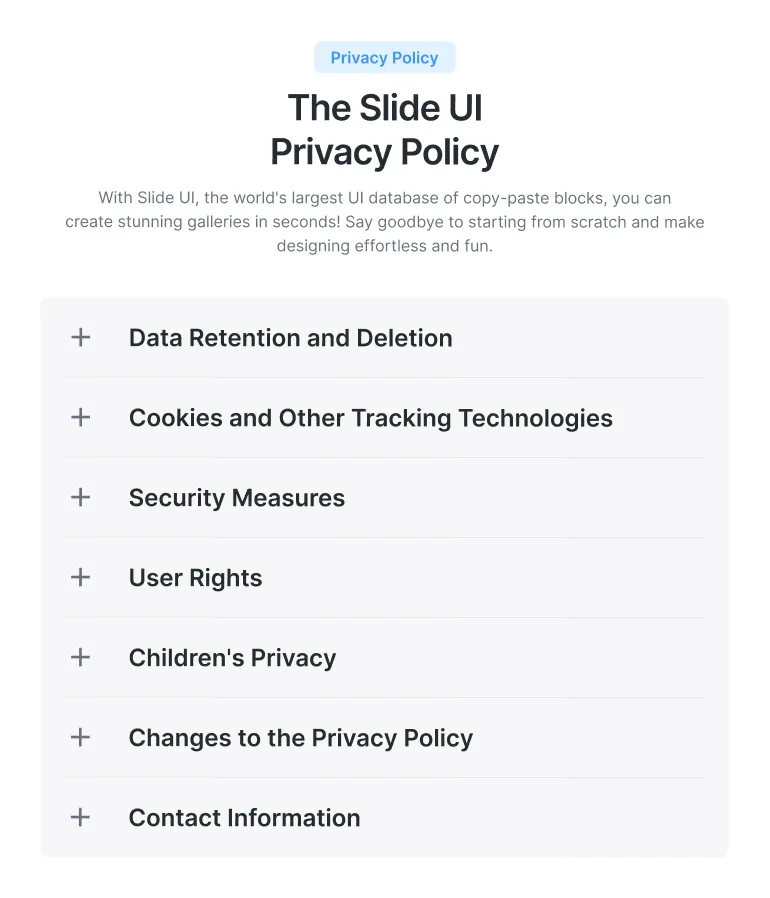 Privacy Policy
The Slide UI
Privacy Policy
With Slide UI, the world's largest UI database of copy-paste blocks, you can
create stunning galleries in seconds! Say goodbye to starting from scratch and make
designing effortless and fun.
Data Retention and Deletion
Cookies and Other Tracking Technologies
Security Measures
User Rights
Children's Privacy
Changes to the Privacy Policy
Contact Information